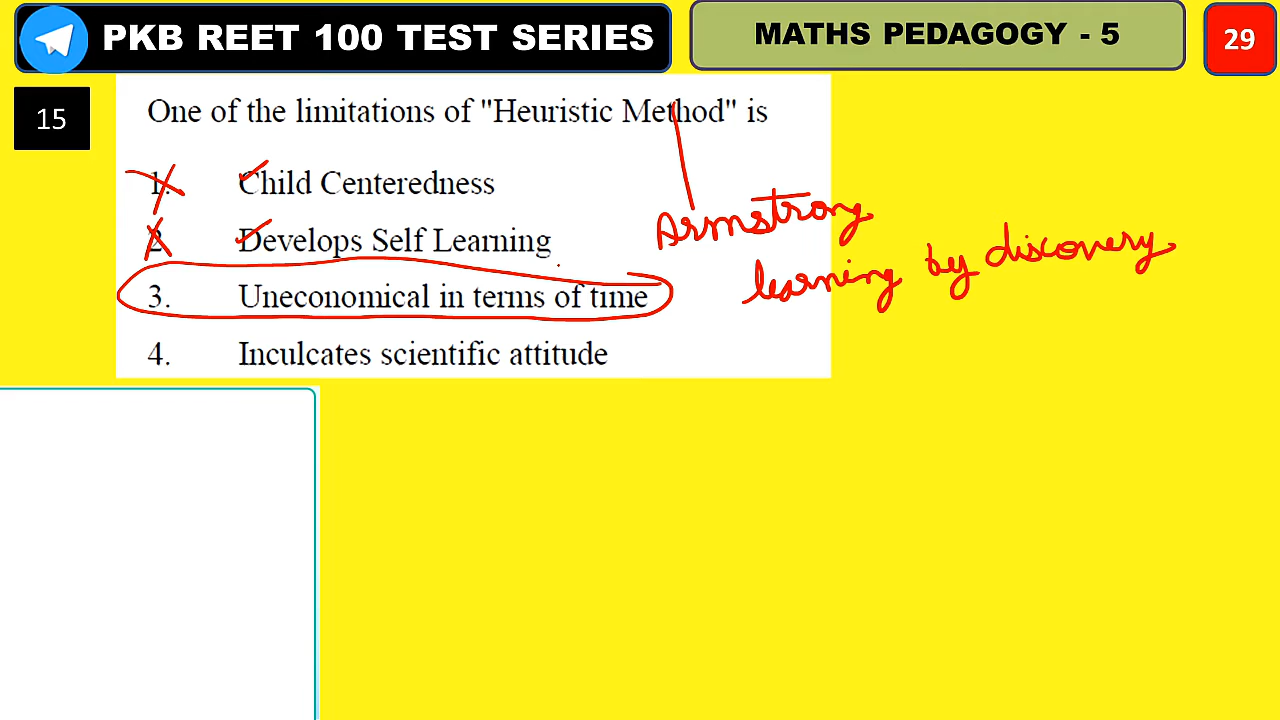 PKB REET 100 TEST SERIES
MATHS PEDAGOGY - 5
29
15
One of the limitations of "Heuristic Method" is
1. Child Centeredness
2. Develops Self Learning
3. Uneconomical in terms of time
4. Inculcates scientific attitude
Armstrong
learning by discovery